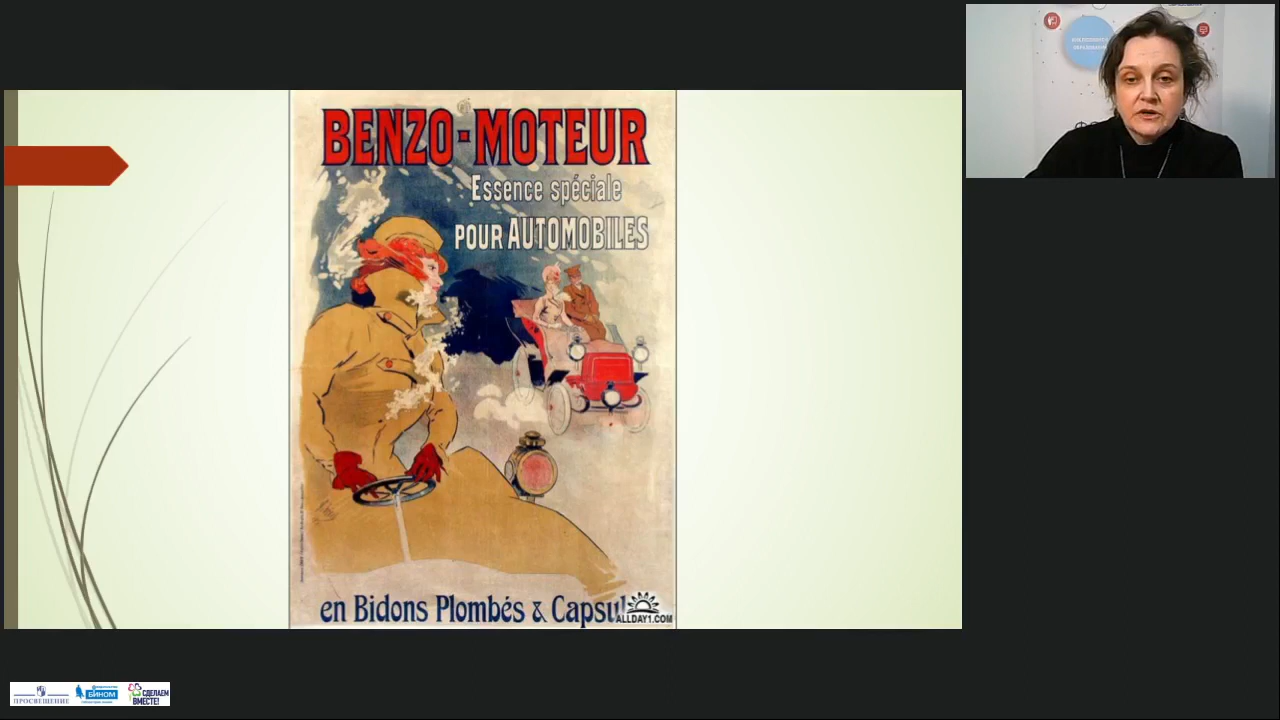 BENZO-MOTEUR
Essence spéciale
POUR AUTOMOBILES
en Bidons Plombés & Capsul
ALLDAY1.COM
ПРОСВЕЩЕНИЕ
БИНОМ
СДЕЛАЕМ
ВМЕСТЕ!